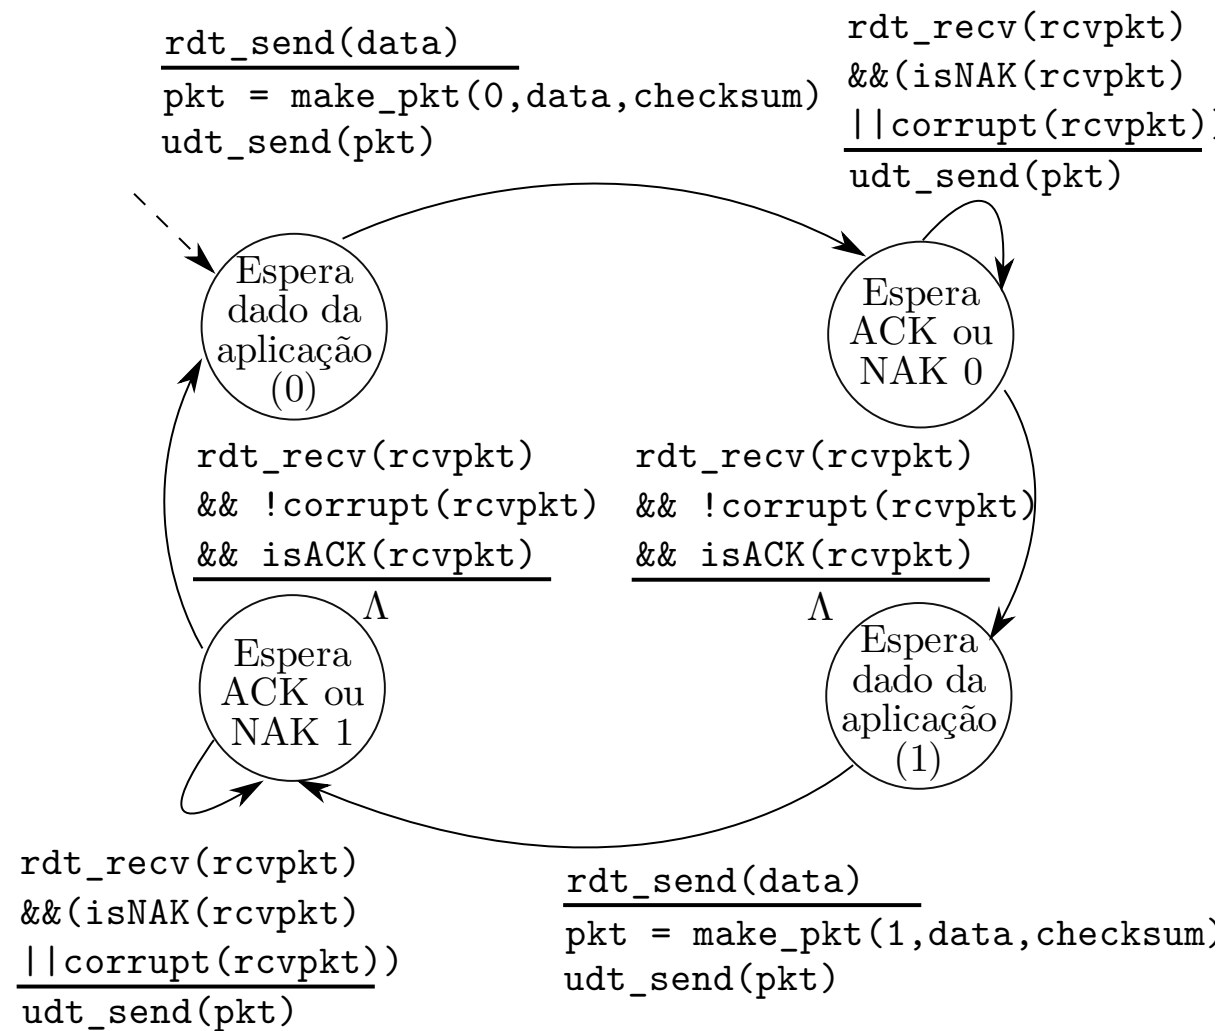 rdt_send(data)
pkt = make_pkt(0,data,checksum)
udt_send(pkt)
rdt_recv(rcvpkt)
&&(isNAK(rcvpkt)
||corrupt(rcvpkt))
udt_send(pkt)
Espera
dado da
aplicação
(0)
Espera
ACK ou
NAK 0
rdt_recv(rcvpkt)
&& !corrupt(rcvpkt)
&& isACK(rcvpkt)
Λ
rdt_recv(rcvpkt)
&& !corrupt(rcvpkt)
&& isACK(rcvpkt)
Λ
Espera
ACK ou
NAK 1
Espera
dado da
aplicação
(1)
rdt_recv(rcvpkt)
&&(isNAK(rcvpkt)
||corrupt(rcvpkt))
udt_send(pkt)
rdt_send(data)
pkt = make_pkt(1,data,checksum)
udt_send(pkt)